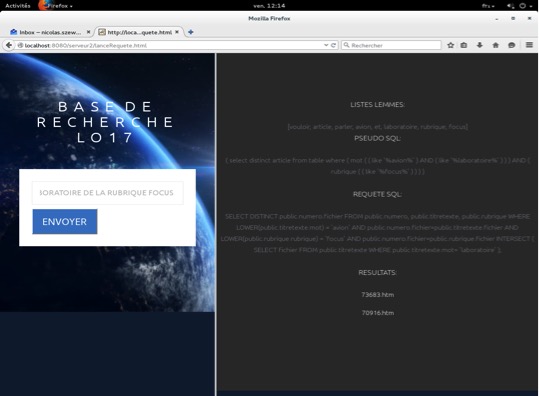 Activités Firefox ven. 12:14 Fr
Mozilla Firefox
Inbox – nicolas.szew... http://loca...quete.html
localhost:8080/serveur2/lanceRequete.html Rechercher
BASE DE
RECHERCHE
LO17
IORATOIRE DE LA RUBRIQUE FOCUS
ENVOYER
LISTES LEMMES:
[vouloir, article, parler, avion, et, laboratoire, rubrique, focus]
PSEUDO SQL:
( select distinct article from table where ( mot ( ( like '%avion%' ) AND ( like '%laboratoire%' ) ) ) AND (
rubrique ( ( like '%focus%' ) ) ) )
REQUETE SQL:
SELECT DISTINCT public.numero.fichier FROM public.numero, public.titretexte, public.rubrique WHERE
LOWER(public.titretexte.mot) = 'avion' AND public.numero.fichier=public.titretexte.fichier AND
LOWER(public.rubrique.rubrique) = 'focus' AND public.numero.fichier=public.rubrique.fichier INTERSECT (
SELECT fichier FROM public.titretexte WHERE public.titretexte.mot= 'laboratoire' );
RESULTATS:
73683.htm
70916.htm